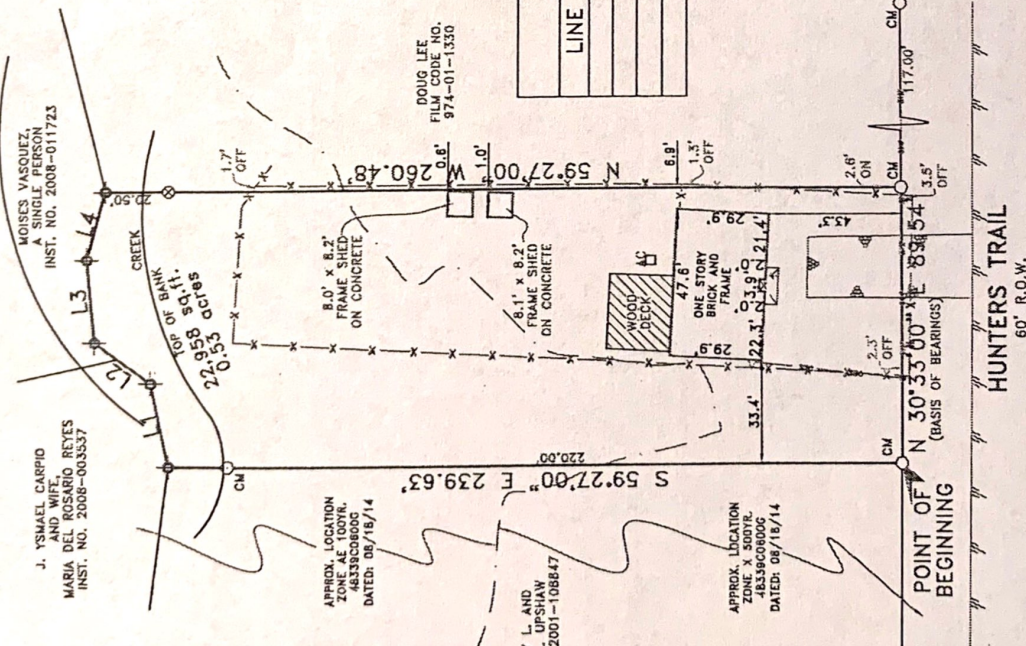 MOISES VASQUEZ,
A SINGLE PERSON
INST. NO. 2008-011723
J. YSMAEL CARPIO
AND WIFE,
MARIA DEL ROSARIO REYES
INST. NO. 2008-003537
L1
L2
L3
L4
CREEK
TOP OF BANK
22,958 sq. ft.
0.53 acres
20.50'
1.7'
OFF
DOUG LEE
FILM CODE NO.
974-01-1330
LINE
0.6'
1.0'
N 59°27'00" W 260.48'
8.0' x 8.2'
FRAME SHED
ON CONCRETE
8.1' x 8.2'
FRAME SHED
ON CONCRETE
6.9'
1.3'
OFF
WOOD
DECK
AC
47.6'
29.9'
29.9'
ONE STORY
BRICK AND
FRAME
22.3'
21.4'
43.3'
33.4'
2.3'
OFF
2.6'
ON
3.5'
OFF
CM
CM
CM
CM
117.00'
S 59°27'00" E 239.63'
220.00'
APPROX. LOCATION
ZONE AE 100YR.
48339C0600G
DATED: 08/18/14
APPROX. LOCATION
ZONE X 500YR.
48339C0600G
DATED: 08/18/14
L. AND
UPSHAW
2001-108847
POINT OF
BEGINNING
N 30°33'00" E 89.54'
(BASIS OF BEARINGS)
HUNTERS TRAIL
60' R.O.W.